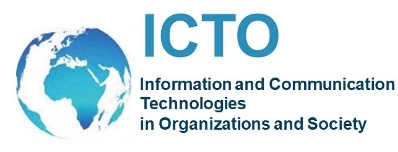 ICTO
Information and Communication
Technologies
in Organizations and Society